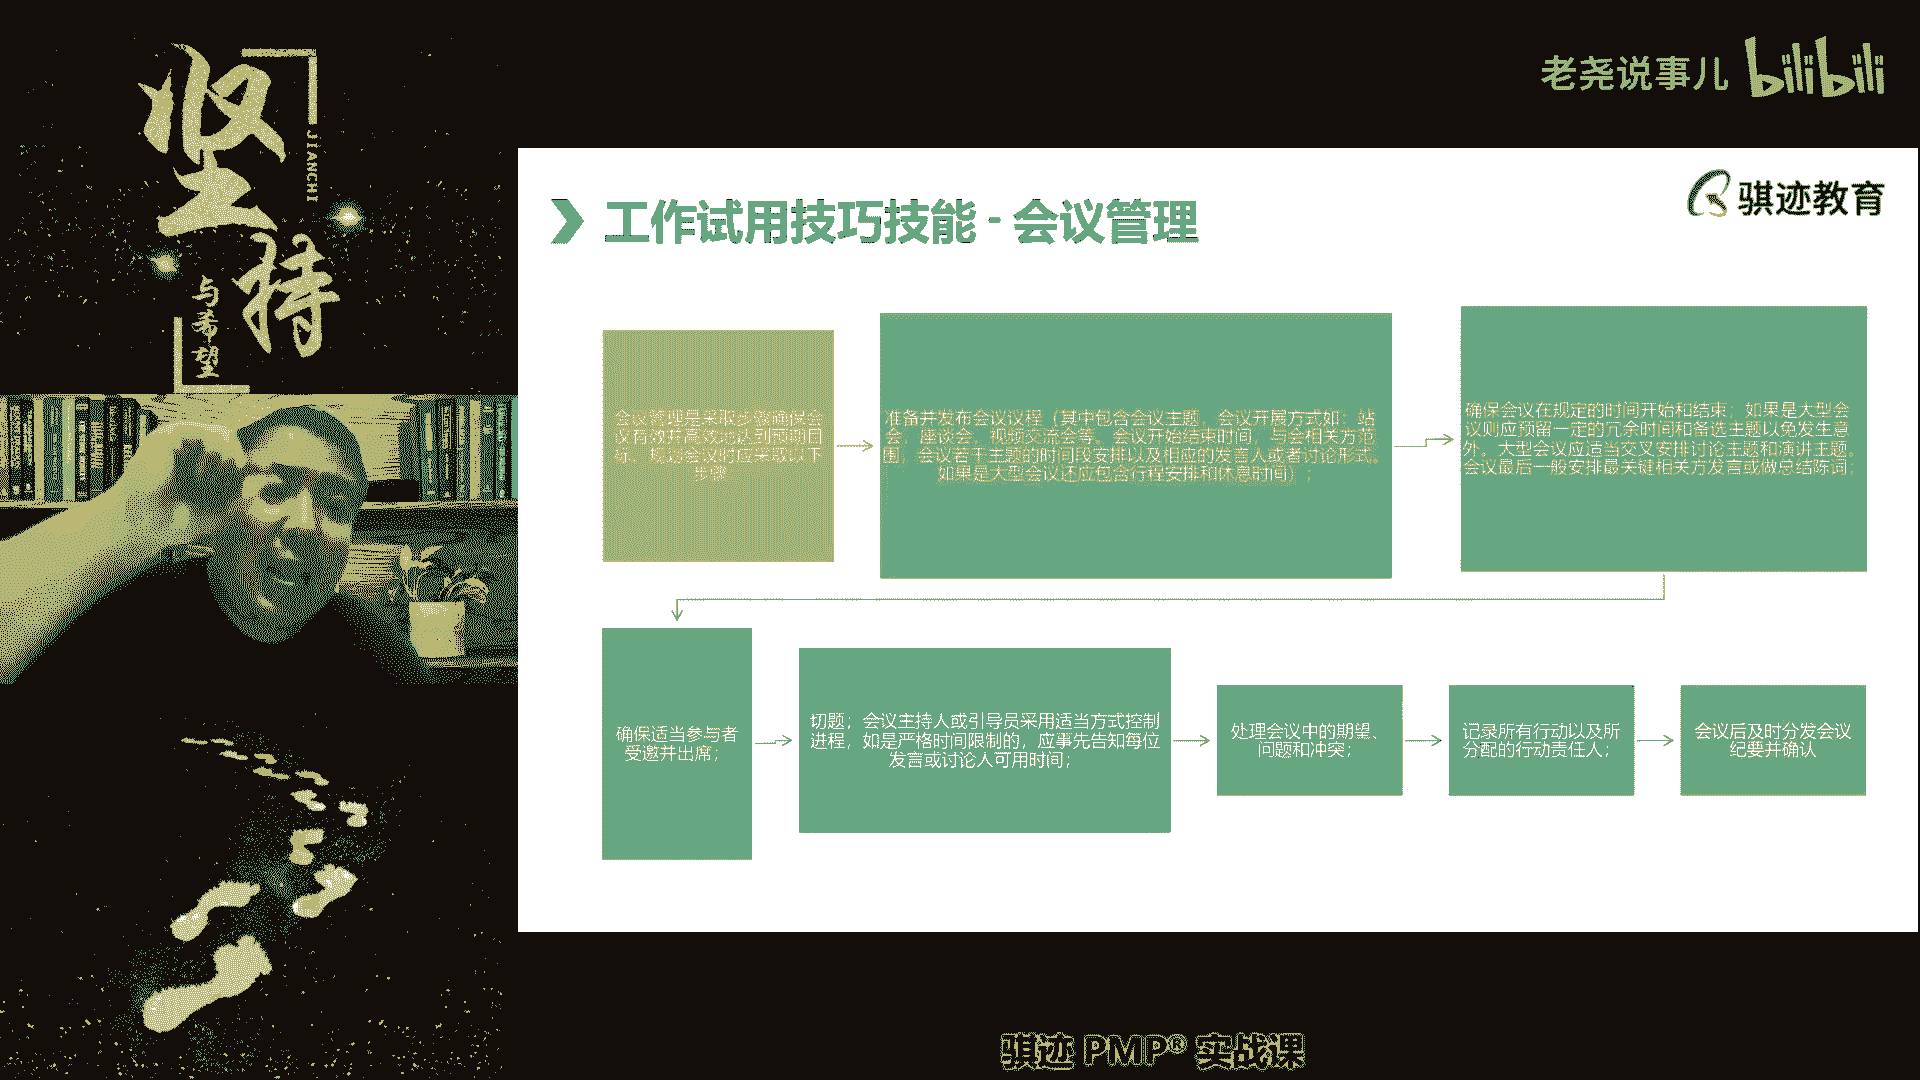 坚持
JIANCHI
与希望
老尧说事儿 bilibili
骐迹教育
工作试用技巧技能 - 会议管理
会议管理是采取步骤确保会
议有效并高效地达到预期目
标。规划会议时应采取以下
步骤:
准备并发布会议议程（其中包含会议主题、会议开展方式如：站
会、座谈会、视频交流会等、会议开始结束时间、与会相关方范
围，会议若干主题的时间段安排以及相应的发言人或者讨论形式。
如果是大型会议还应包含行程安排和休息时间）；
确保会议在规定的时间开始和结束；如果是大型会
议则应预留一定的冗余时间和备选主题以免发生意
外。大型会议应适当交叉安排讨论主题和演讲主题。
会议最后一般安排最关键相关方发言或做总结陈词；
确保适当参与者
受邀并出席；
切题；会议主持人或引导员采用适当方式控制
进程，如是严格时间限制的，应事先告知每位
发言或讨论人可用时间；
处理会议中的期望、
问题和冲突；
记录所有行动以及所
分配的行动责任人；
会议后及时分发会议
纪要并确认
骐迹 PMP® 实战课